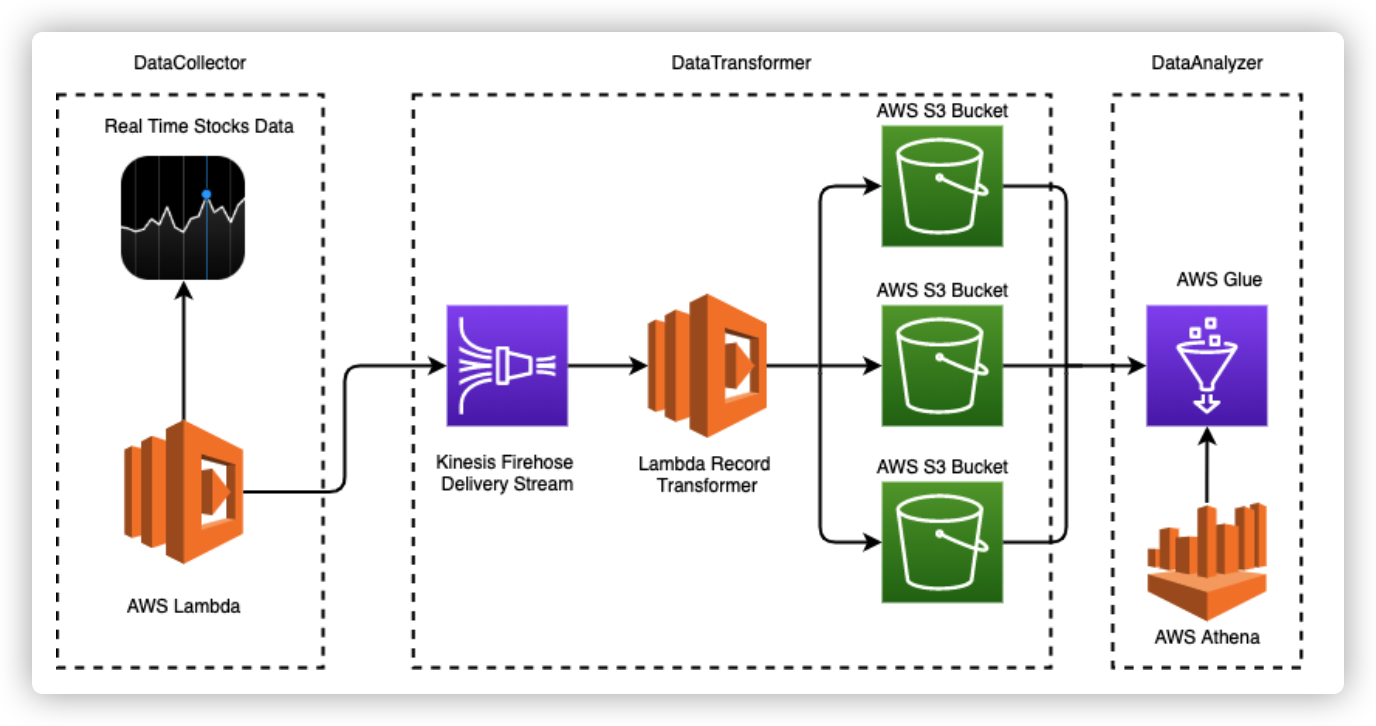 DataCollector
DataTransformer
DataAnalyzer
Real Time Stocks Data
AWS Lambda
Kinesis Firehose
Delivery Stream
Lambda Record
Transformer
AWS S3 Bucket
AWS S3 Bucket
AWS S3 Bucket
AWS Glue
AWS Athena